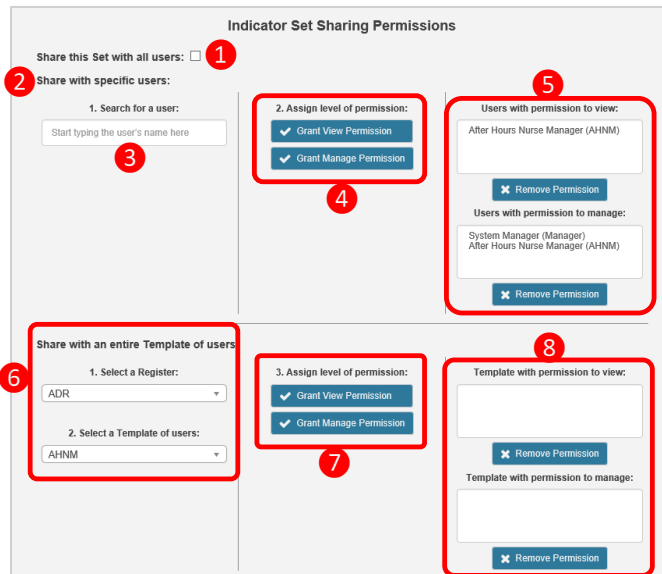 Indicator Set Sharing Permissions
Share this Set with all users:
1
2
Share with specific users:
1. Search for a user:
Start typing the user's name here
3
2. Assign level of permission:
Grant View Permission
Grant Manage Permission
4
5
Users with permission to view:
After Hours Nurse Manager (AHNM)
Remove Permission
Users with permission to manage:
System Manager (Manager)
After Hours Nurse Manager (AHNM)
Remove Permission
Share with an entire Template of users
6
1. Select a Register:
ADR
2. Select a Template of users:
AHNM
3. Assign level of permission:
Grant View Permission
Grant Manage Permission
7
8
Template with permission to view:
Remove Permission
Template with permission to manage:
Remove Permission